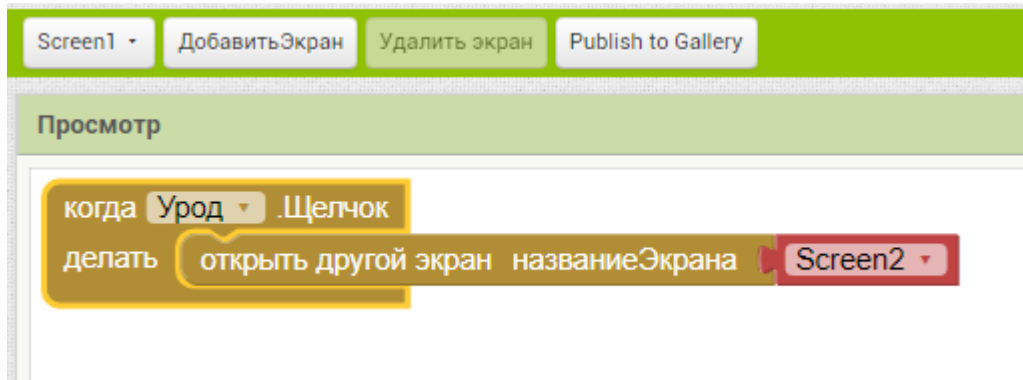 Screen1 ДобавитьЭкран Удалить экран Publish to Gallery
Просмотр
когда Урод .Щелчок
делать открыть другой экран названиеЭкрана Screen2